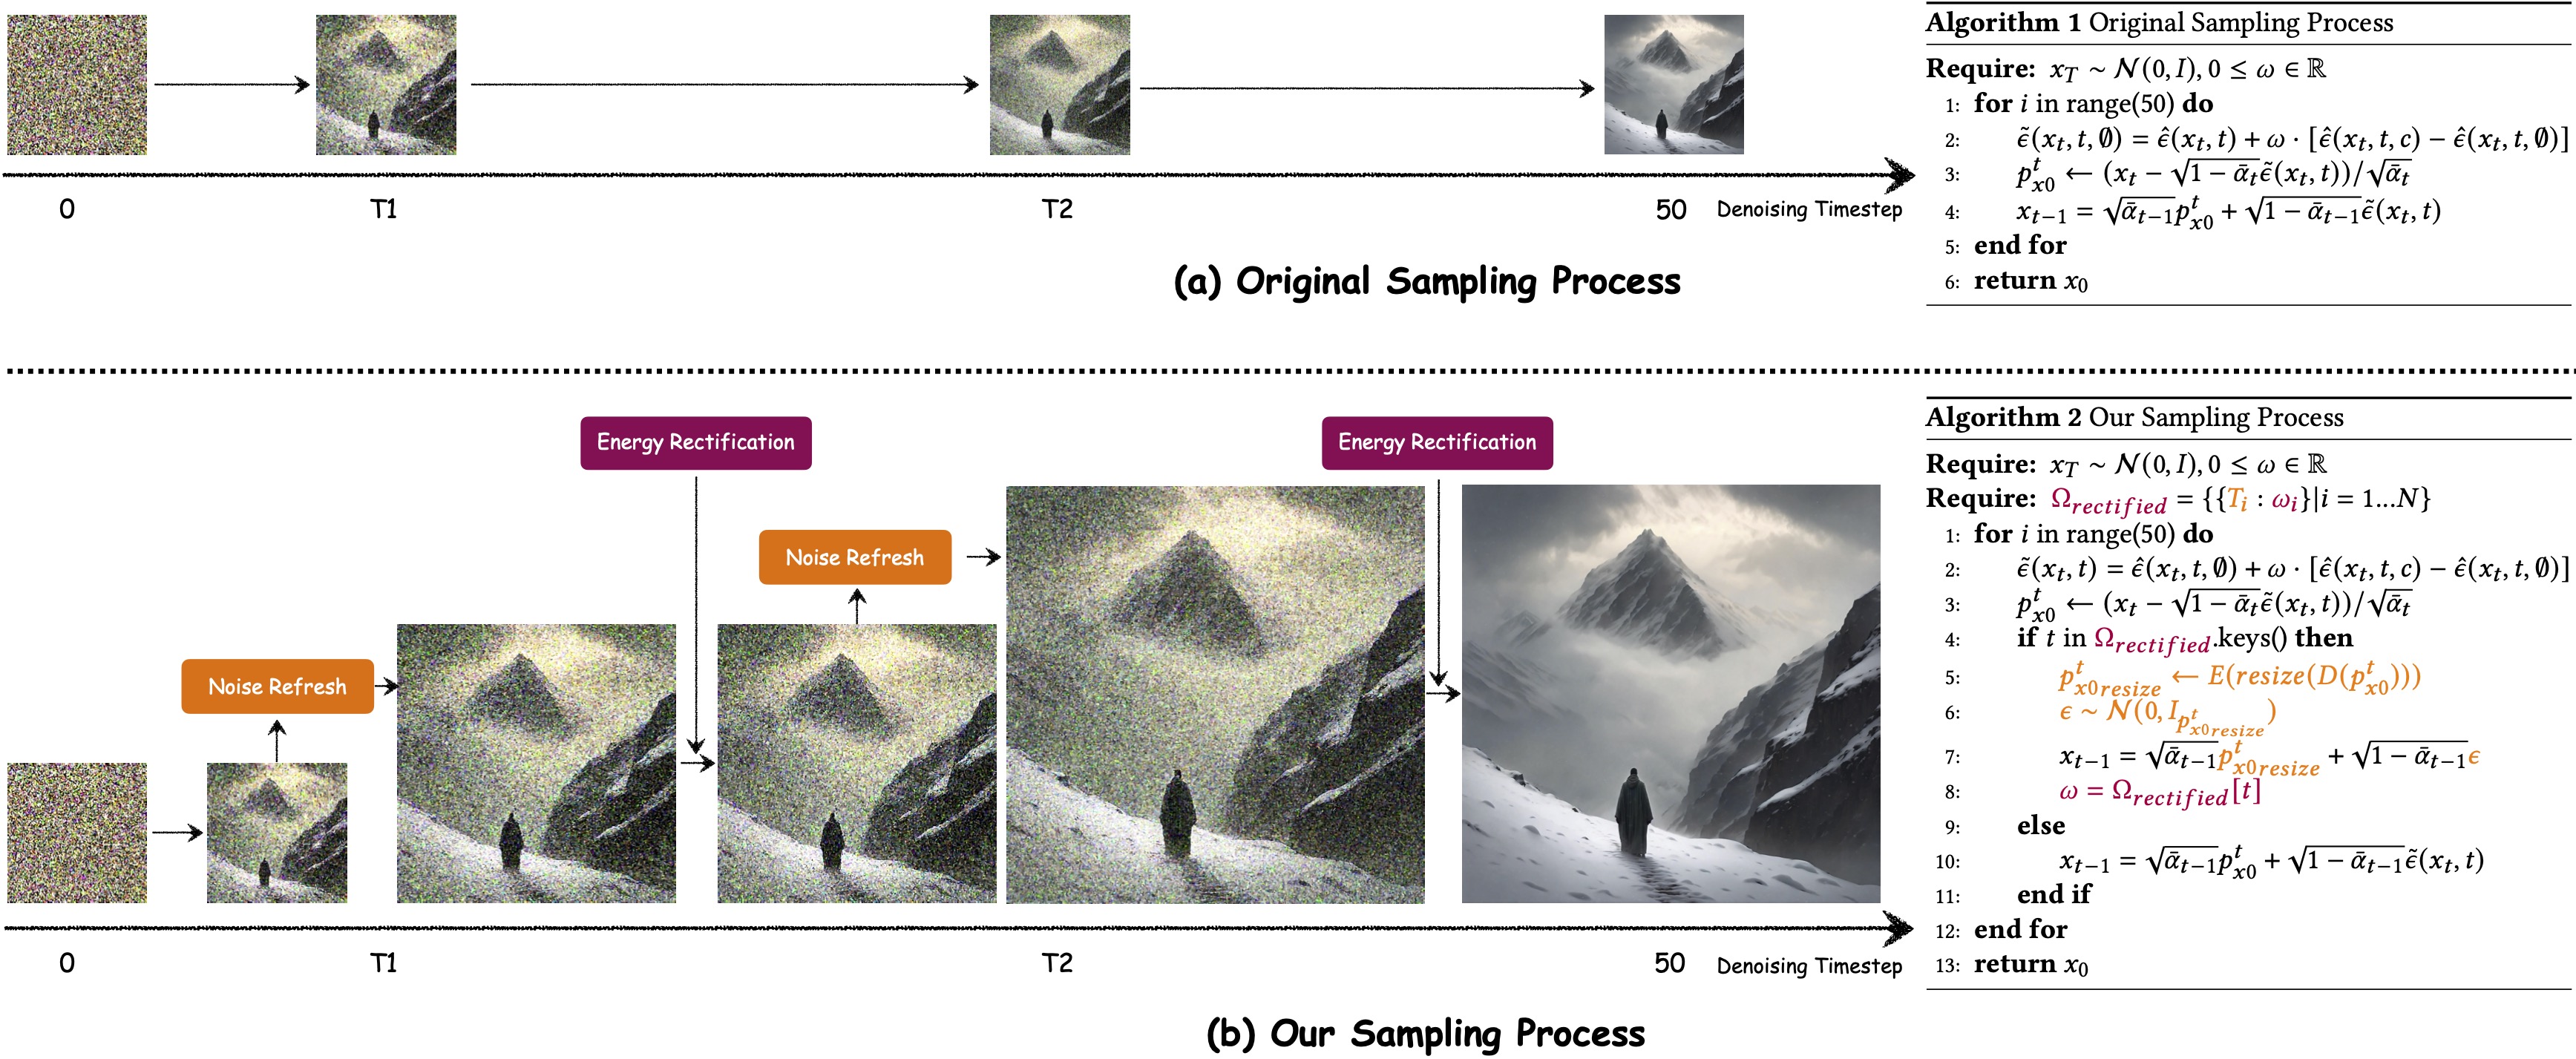 0 T1 T2 50 Denoising Timestep
(a) Original Sampling Process
Algorithm 1 Original Sampling Process
Require: $x_T \sim \mathcal{N}(0, I), 0 \leq \omega \in \mathbb{R}$
1: for $i$ in range(50) do
2: $\tilde{\epsilon}(x_t, t, \emptyset) = \hat{\epsilon}(x_t, t) + \omega \cdot [\hat{\epsilon}(x_t, t, c) - \hat{\epsilon}(x_t, t, \emptyset)]$
3: $p_{x0}^t \leftarrow (x_t - \sqrt{1 - \bar{\alpha}_t}\tilde{\epsilon}(x_t, t))/\sqrt{\bar{\alpha}_t}$
4: $x_{t-1} = \sqrt{\bar{\alpha}_{t-1}}p_{x0}^t + \sqrt{1 - \bar{\alpha}_{t-1}}\tilde{\epsilon}(x_t, t)$
5: end for
6: return $x_0$
Energy Rectification
Energy Rectification
Noise Refresh
Noise Refresh
0 T1 T2 50 Denoising Timestep
(b) Our Sampling Process
Algorithm 2 Our Sampling Process
Require: $x_T \sim \mathcal{N}(0, I), 0 \leq \omega \in \mathbb{R}$
Require: $\Omega_{rectified} = \{\{T_i : \omega_i\}|i = 1...N\}$
1: for $i$ in range(50) do
2: $\tilde{\epsilon}(x_t, t) = \hat{\epsilon}(x_t, t, \emptyset) + \omega \cdot [\hat{\epsilon}(x_t, t, c) - \hat{\epsilon}(x_t, t, \emptyset)]$
3: $p_{x0}^t \leftarrow (x_t - \sqrt{1 - \bar{\alpha}_t}\tilde{\epsilon}(x_t, t))/\sqrt{\bar{\alpha}_t}$
4: if $t$ in $\Omega_{rectified}$.keys() then
5: $p_{x0resize}^t \leftarrow E(resize(D(p_{x0}^t)))$
6: $\epsilon \sim \mathcal{N}(0, I_{p_{x0resize}^t})$
7: $x_{t-1} = \sqrt{\bar{\alpha}_{t-1}}p_{x0resize}^t + \sqrt{1 - \bar{\alpha}_{t-1}}\epsilon$
8: $\omega = \Omega_{rectified}[t]$
9: else
10: $x_{t-1} = \sqrt{\bar{\alpha}_{t-1}}p_{x0}^t + \sqrt{1 - \bar{\alpha}_{t-1}}\tilde{\epsilon}(x_t, t)$
11: end if
12: end for
13: return $x_0$